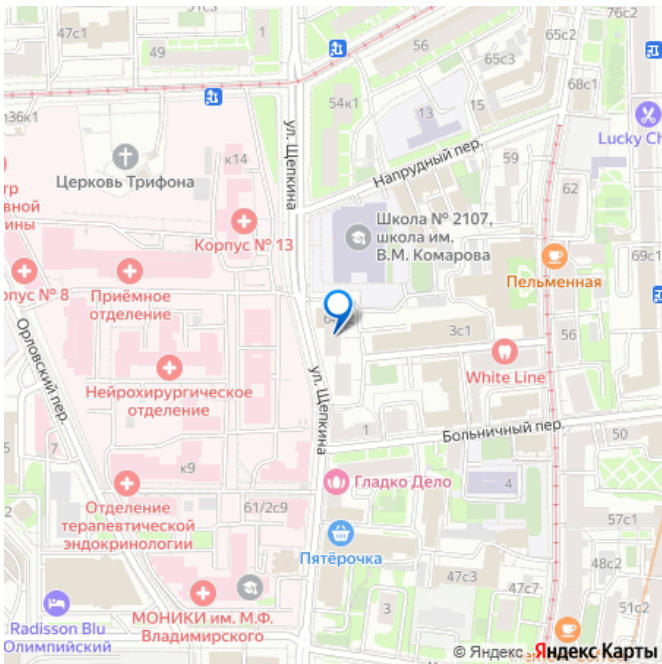 47с1
49
1
56
65с2
76с2
65с3
68с1
54к1
13
15
Lucky Ch
ул. Щепкина
Напрудный пер.
59
62
к14
Церковь Трифона
Корпус № 13
Школа № 2107,
школа им.
В.М. Комарова
69с1
Пельменная
рпус № 8
Приёмное
отделение
Орловский пер.
3с1
56
White Line
Нейрохирургическое
отделение
ул. Щепкина
1
Больничный пер.
50
7
к9
Гладко Дело
4
Отделение
терапевтической
эндокринологии
61/2с9
57с1
2
Пятёрочка
47с3
47с7
3
51с2
МОНИКИ им. М.Ф.
Владимирского
Radisson Blu
Олимпийский
© Яндекс Яндекс Карты